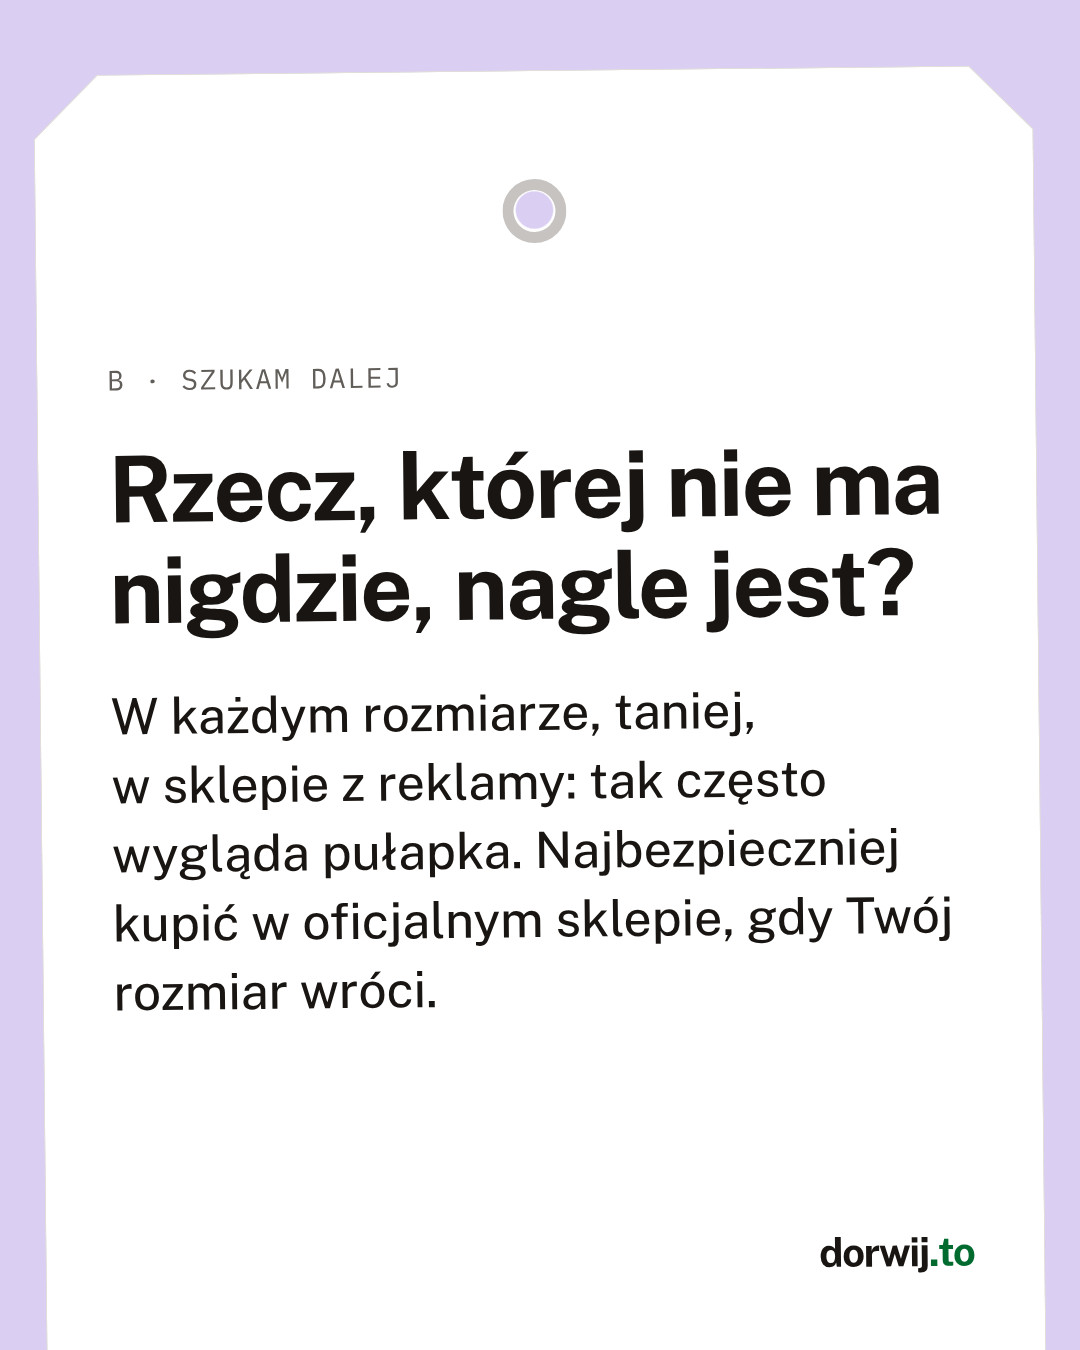 B · SZUKAM DALEJ
Rzecz, której nie ma
nigdzie, nagle jest?
W każdym rozmiarze, taniej,
w sklepie z reklamy: tak często
wygląda pułapka. Najbezpieczniej
kupić w oficjalnym sklepie, gdy Twój
rozmiar wróci.
dorwij.to